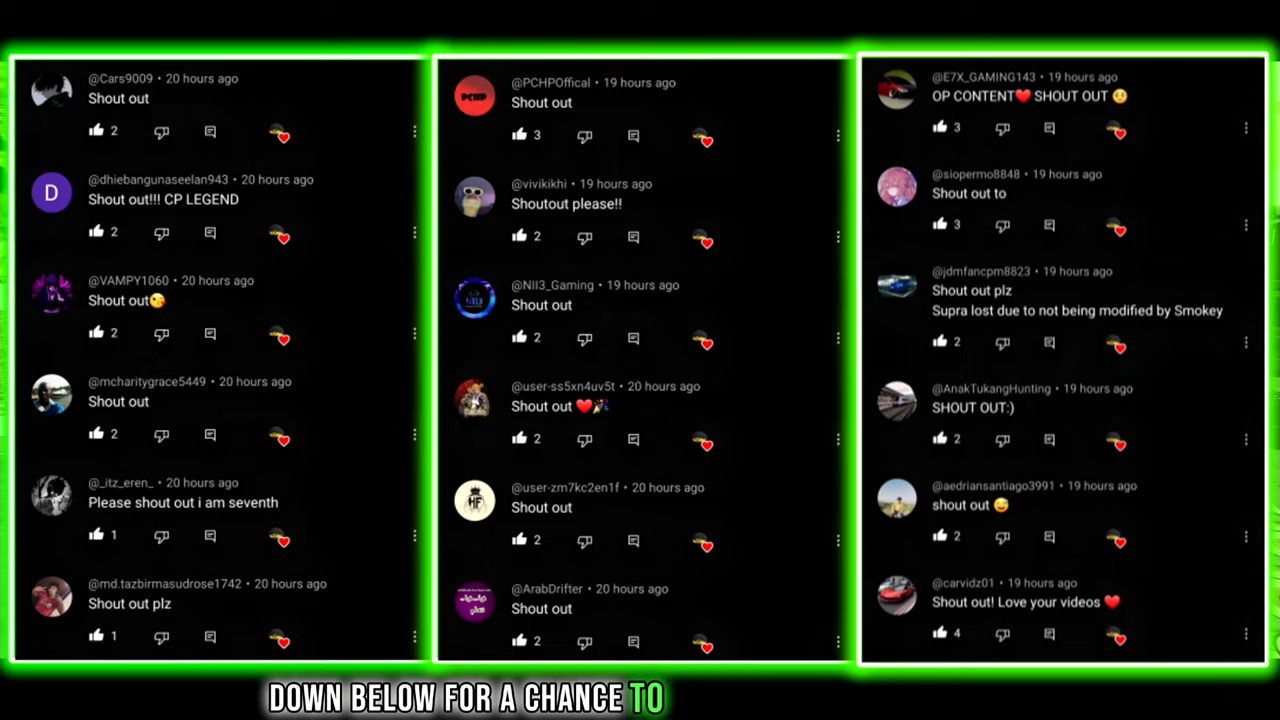 @Cars9009 • 20 hours ago
Shout out
2
@dhiebangunaseelan943 • 20 hours ago
Shout out!!! CP LEGEND
2
@VAMPY1060 • 20 hours ago
Shout out😘
2
@mcharitygrace5449 • 20 hours ago
Shout out
2
@_itz_eren_ • 20 hours ago
Please shout out i am seventh
1
@md.tazbirmasudrose1742 • 20 hours ago
Shout out plz
1
D
@PCHPOffical • 19 hours ago
Shout out
3
PCHP
@vivikikhi • 19 hours ago
Shoutout please!!
2
@NII3_Gaming • 19 hours ago
Shout out
2
@user-ss5xn4uv5t • 20 hours ago
Shout out ❤️🎉
2
@user-zm7kc2en1f • 20 hours ago
Shout out
2
HF
@ArabDrifter • 20 hours ago
Shout out
2
@E7X_GAMING143 • 19 hours ago
OP CONTENT❤️ SHOUT OUT 🥺
3
@siopermo8848 • 19 hours ago
Shout out to
3
@jdmfancpm8823 • 19 hours ago
Shout out plz
Supra lost due to not being modified by Smokey
2
@AnakTukangHunting • 19 hours ago
SHOUT OUT:)
2
@aedriansantiago3991 • 19 hours ago
shout out 😅
2
@carvidz01 • 19 hours ago
Shout out! Love your videos ❤️
4
DOWN BELOW FOR A CHANCE TO